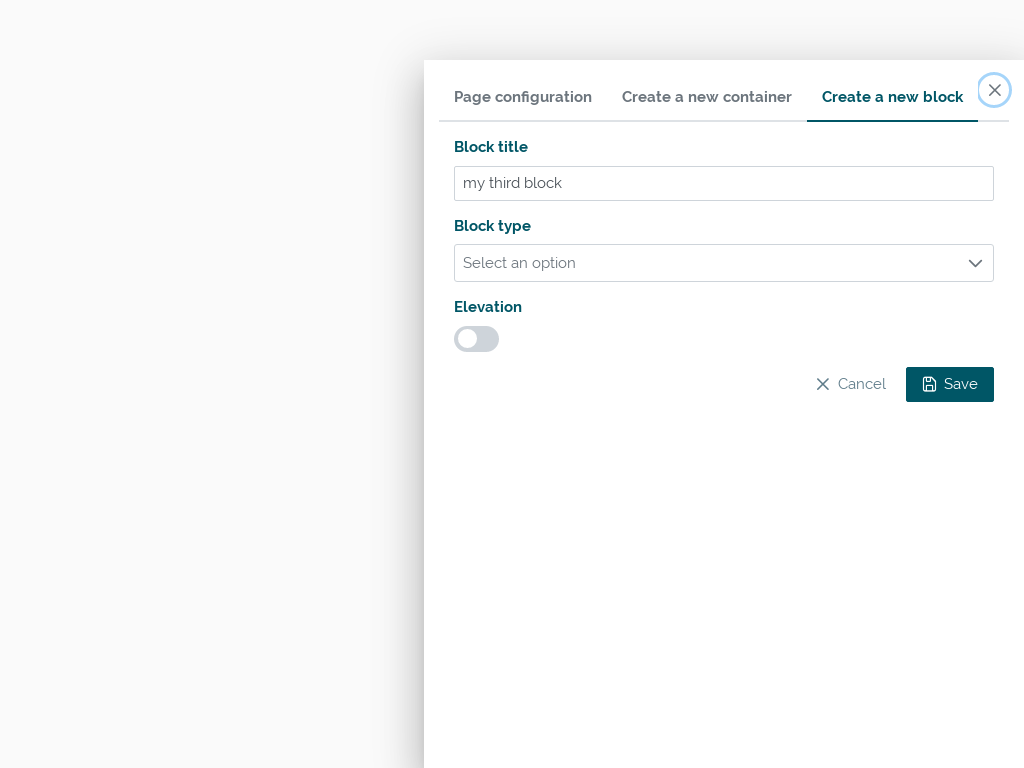 Page configuration
Create a new container
Create a new block
Block title
my third block
Block type
Select an option
Elevation
Cancel
Save